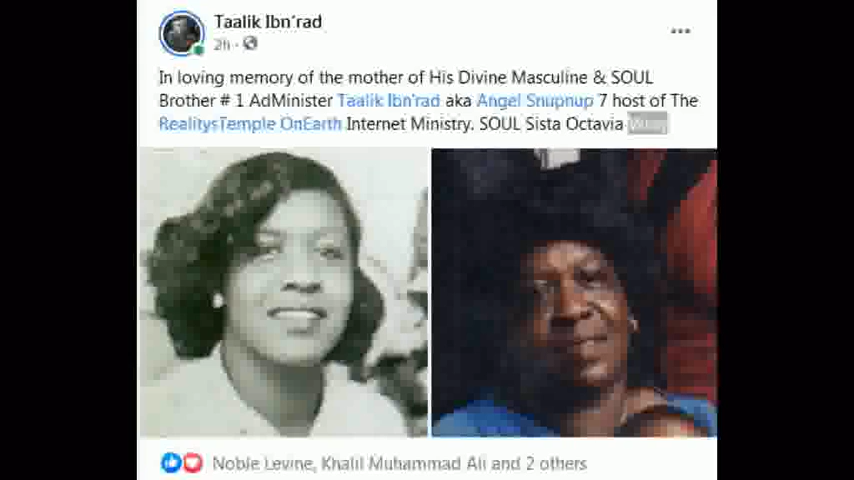 Taalik Ibn'rad
2h
In loving memory of the mother of His Divine Masculine & SOUL
Brother # 1 AdMinister Taalik Ibn'rad aka Angel Snupnup 7 host of The
RealitysTemple OnEarth Internet Ministry. SOUL Sista Octavia
Noble Levine, Khalil Muhammad Ali and 2 others